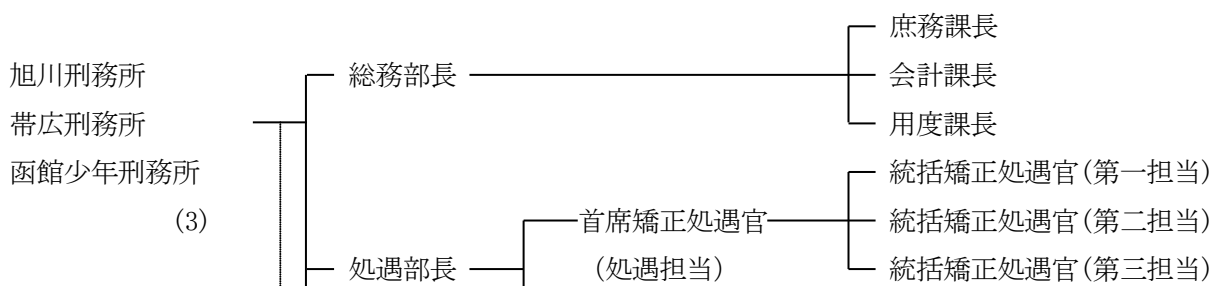 庶務課長
旭川刑務所 総務部長 会計課長
帯広刑務所 用度課長
函館少年刑務所 統括矯正処遇官(第一担当)
(3) 首席矯正処遇官 統括矯正処遇官(第二担当)
処遇部長 (処遇担当) 統括矯正処遇官(第三担当)